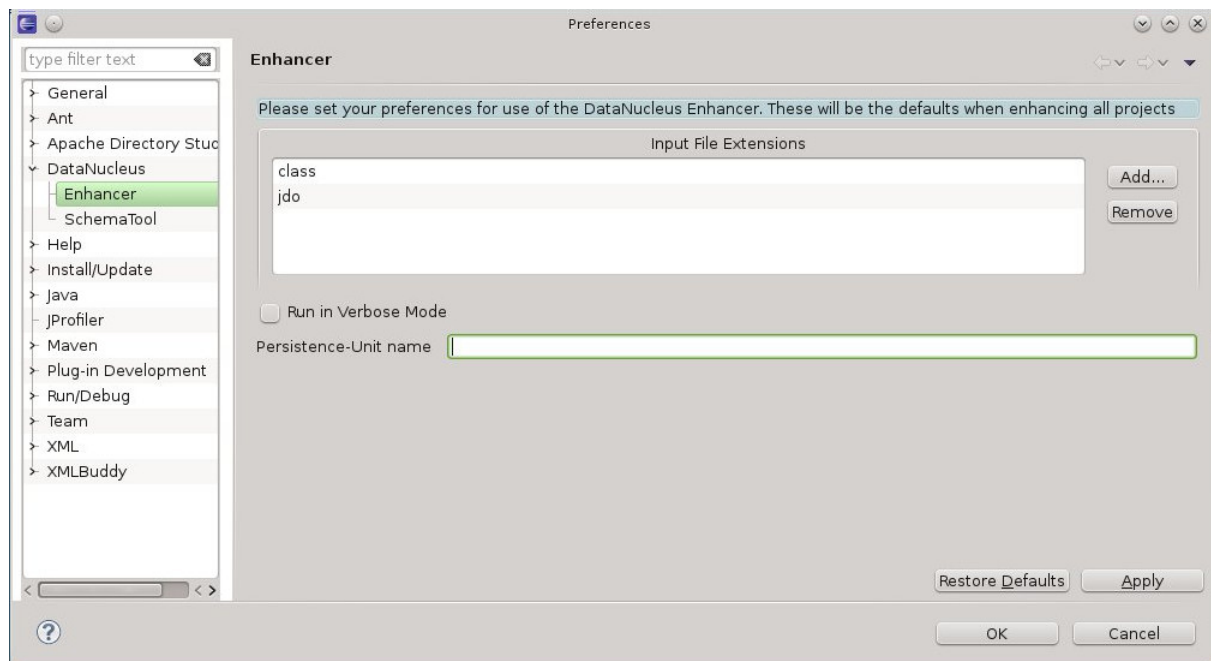 Preferences
type filter text
General
Ant
Apache Directory Stud
DataNucleus
Enhancer
SchemaTool
Help
Install/Update
Java
JProfiler
Maven
Plug-in Development
Run/Debug
Team
XML
XMLBuddy
Enhancer
Please set your preferences for use of the DataNucleus Enhancer. These will be the defaults when enhancing all projects
Input File Extensions
class
jdo
Add...
Remove
Run in Verbose Mode
Persistence-Unit name
Restore Defaults
Apply
OK
Cancel